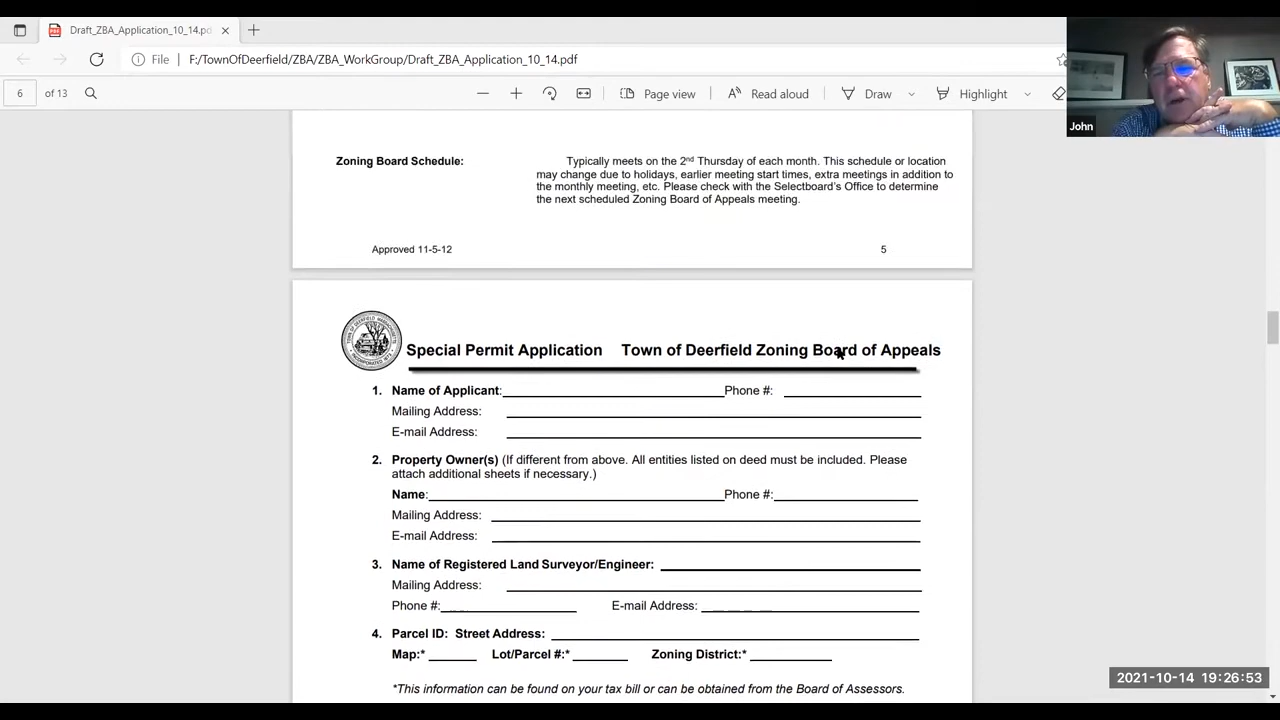 Draft_ZBA_Application_10_14.pd
File F:/TownOfDeerfield/ZBA/ZBA_WorkGroup/Draft_ZBA_Application_10_14.pdf
6 of 13 Page view Read aloud Draw Highlight
John
Zoning Board Schedule: Typically meets on the 2nd Thursday of each month. This schedule or location
may change due to holidays, earlier meeting start times, extra meetings in addition to
the monthly meeting, etc. Please check with the Selectboard's Office to determine
the next scheduled Zoning Board of Appeals meeting.
Approved 11-5-12 5
Special Permit Application Town of Deerfield Zoning Board of Appeals
1. Name of Applicant: Phone #:
Mailing Address:
E-mail Address:
2. Property Owner(s) (If different from above. All entities listed on deed must be included. Please
attach additional sheets if necessary.)
Name: Phone #:
Mailing Address:
E-mail Address:
3. Name of Registered Land Surveyor/Engineer:
Mailing Address:
Phone #: E-mail Address:
4. Parcel ID: Street Address:
Map:* Lot/Parcel #:* Zoning District:*
*This information can be found on your tax bill or can be obtained from the Board of Assessors.
2021-10-14 19:26:53